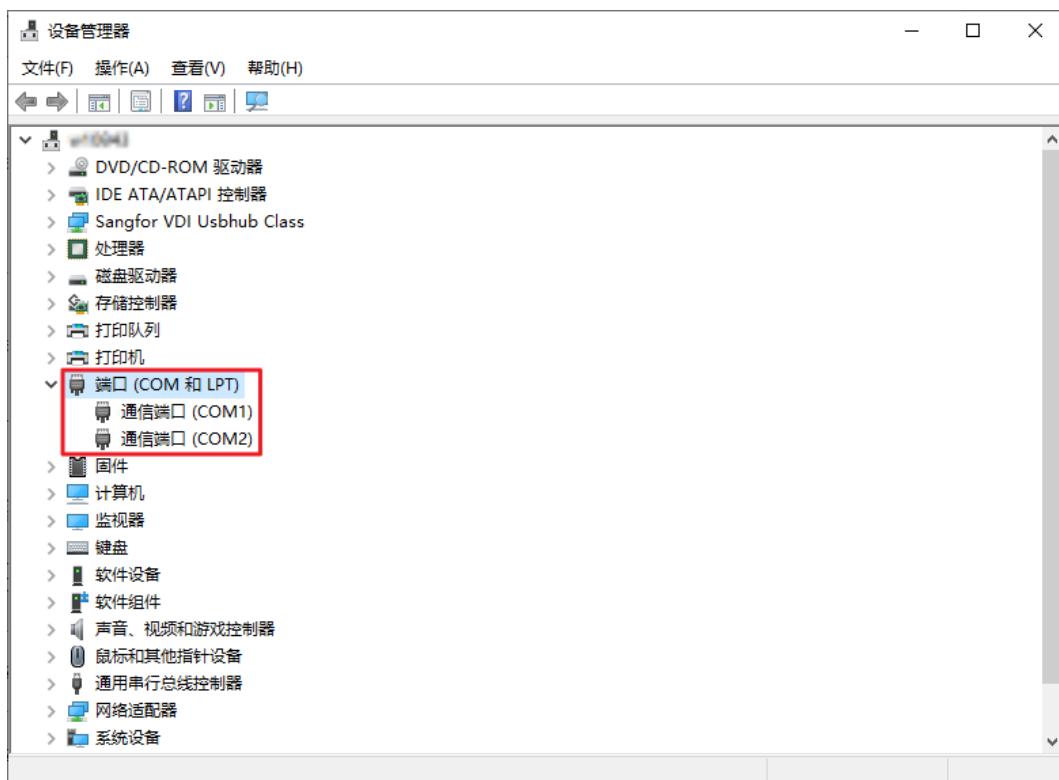 设备管理器
文件(F) 操作(A) 查看(V) 帮助(H)
DVD/CD-ROM 驱动器
IDE ATA/ATAPI 控制器
Sangfor VDI Usbhub Class
处理器
磁盘驱动器
存储控制器
打印队列
打印机
端口 (COM 和 LPT)
通信端口 (COM1)
通信端口 (COM2)
固件
计算机
监视器
键盘
软件设备
软件组件
声音、视频和游戏控制器
鼠标和其他指针设备
通用串行总线控制器
网络适配器
系统设备